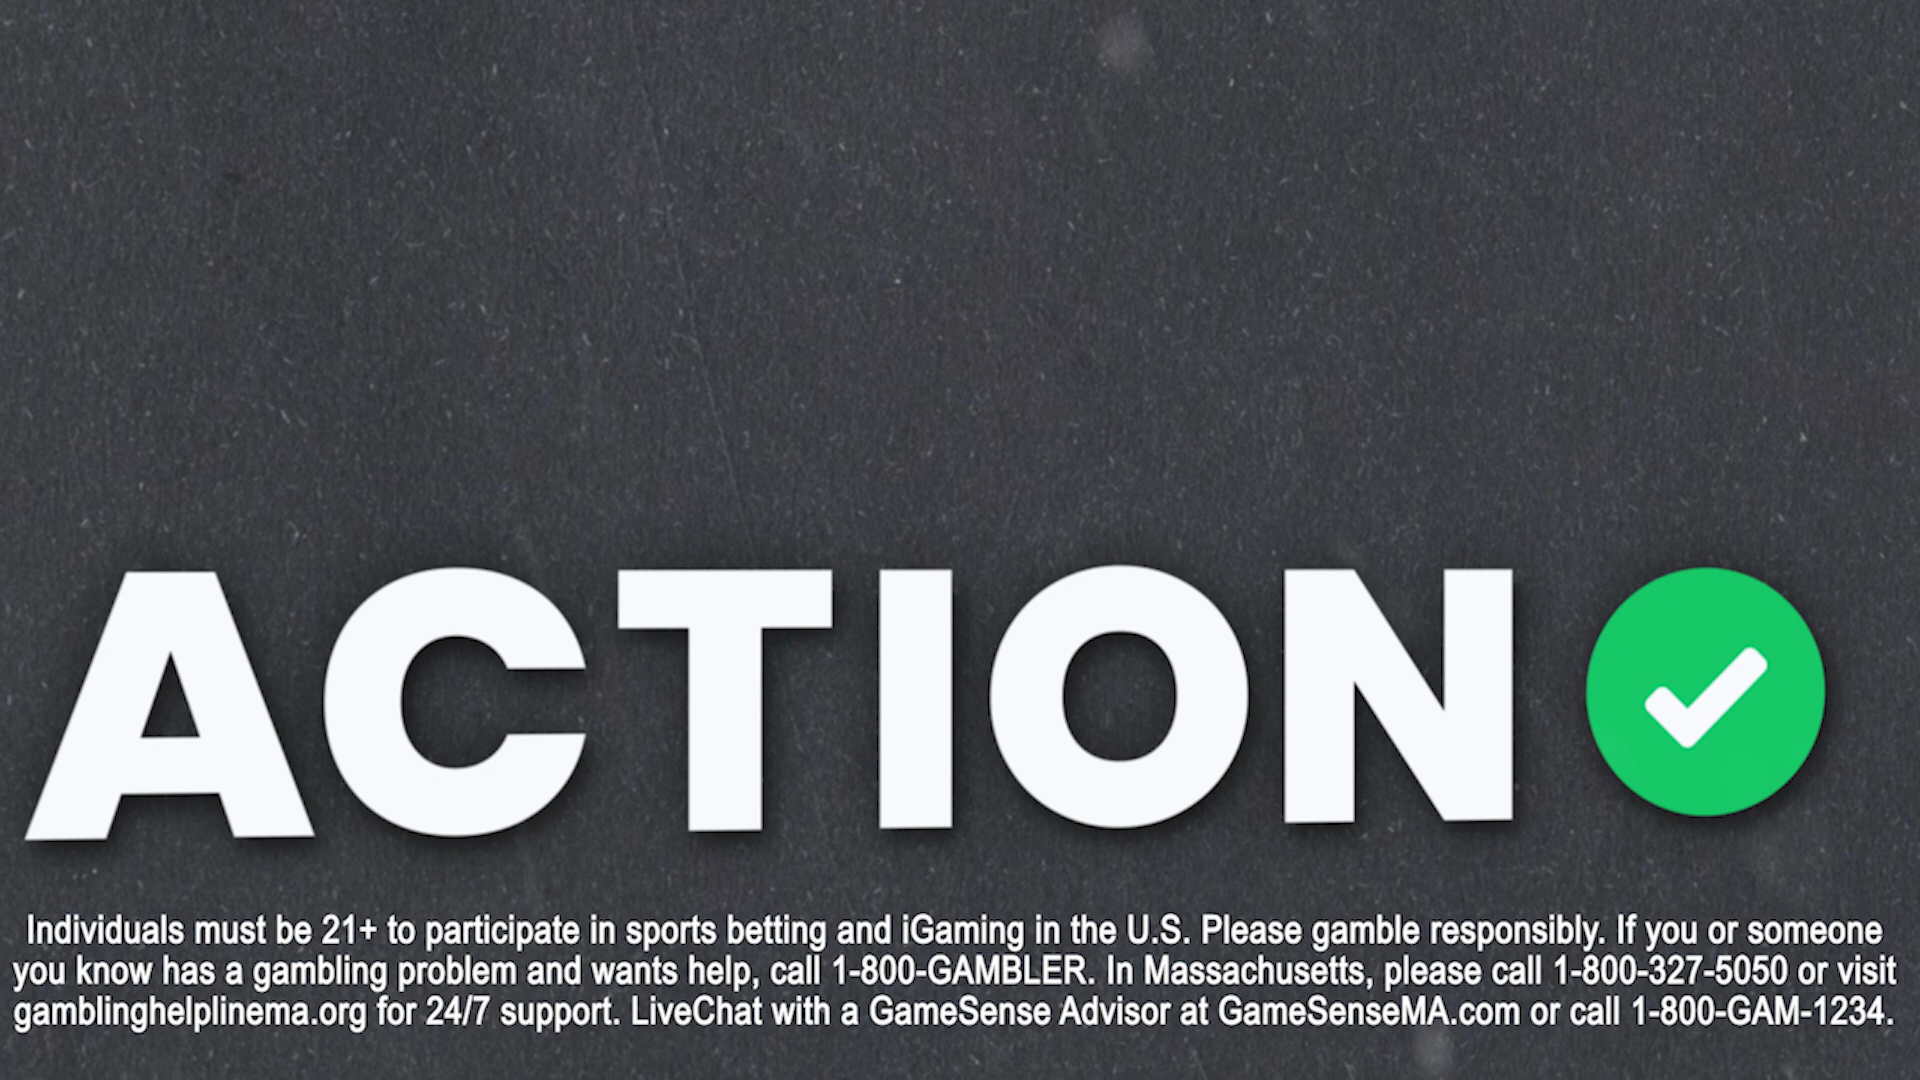 ACTION
Individuals must be 21+ to participate in sports betting and iGaming in the U.S. Please gamble responsibly. If you or someone
you know has a gambling problem and wants help, call 1-800-GAMBLER. In Massachusetts, please call 1-800-327-5050 or visit
gamblinghelplinema.org for 24/7 support. LiveChat with a GameSense Advisor at GameSenseMA.com or call 1-800-GAM-1234.